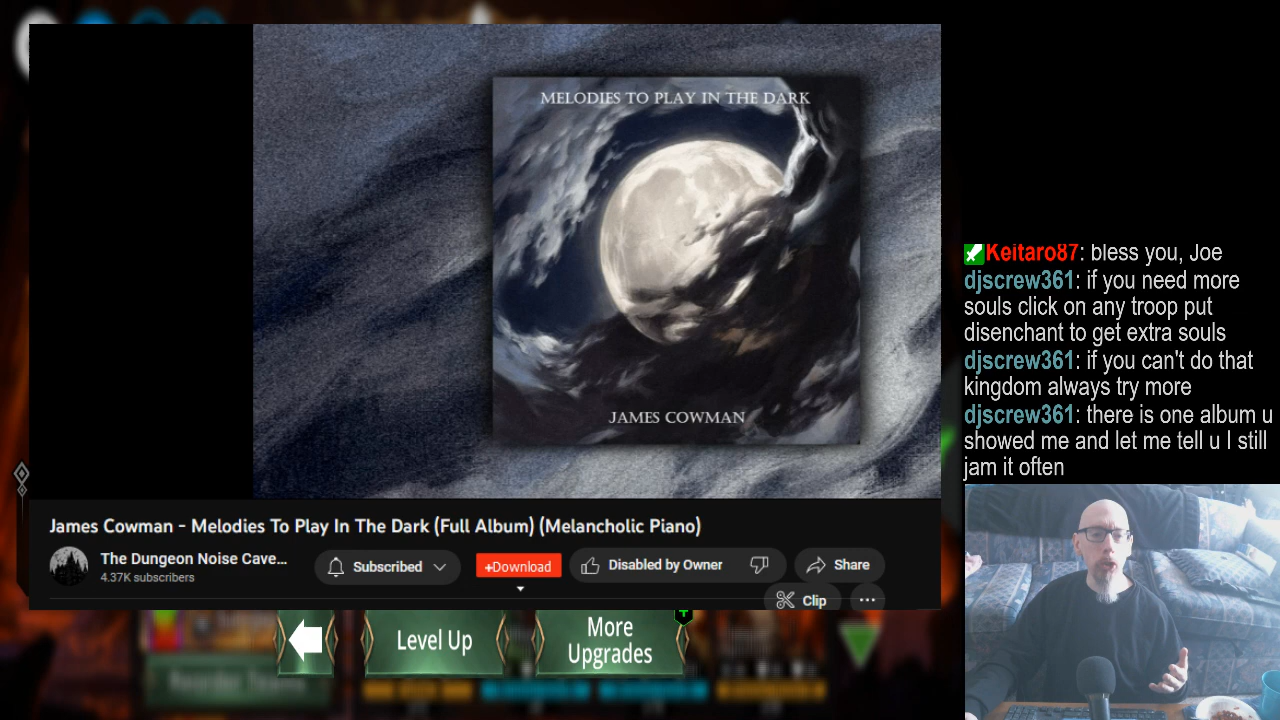 MELODIES TO PLAY IN THE DARK
JAMES COWMAN
James Cowman - Melodies To Play In The Dark (Full Album) (Melancholic Piano)
The Dungeon Noise Cave...
4.37K subscribers
Subscribed
+Download
Disabled by Owner
Share
Clip
Level Up
More
Upgrades
Keitaro87: bless you, Joe
djscrew361: if you need more
souls click on any troop put
disenchant to get extra souls
djscrew361: if you can't do that
kingdom always try more
djscrew361: there is one album u
showed me and let me tell u I still
jam it often